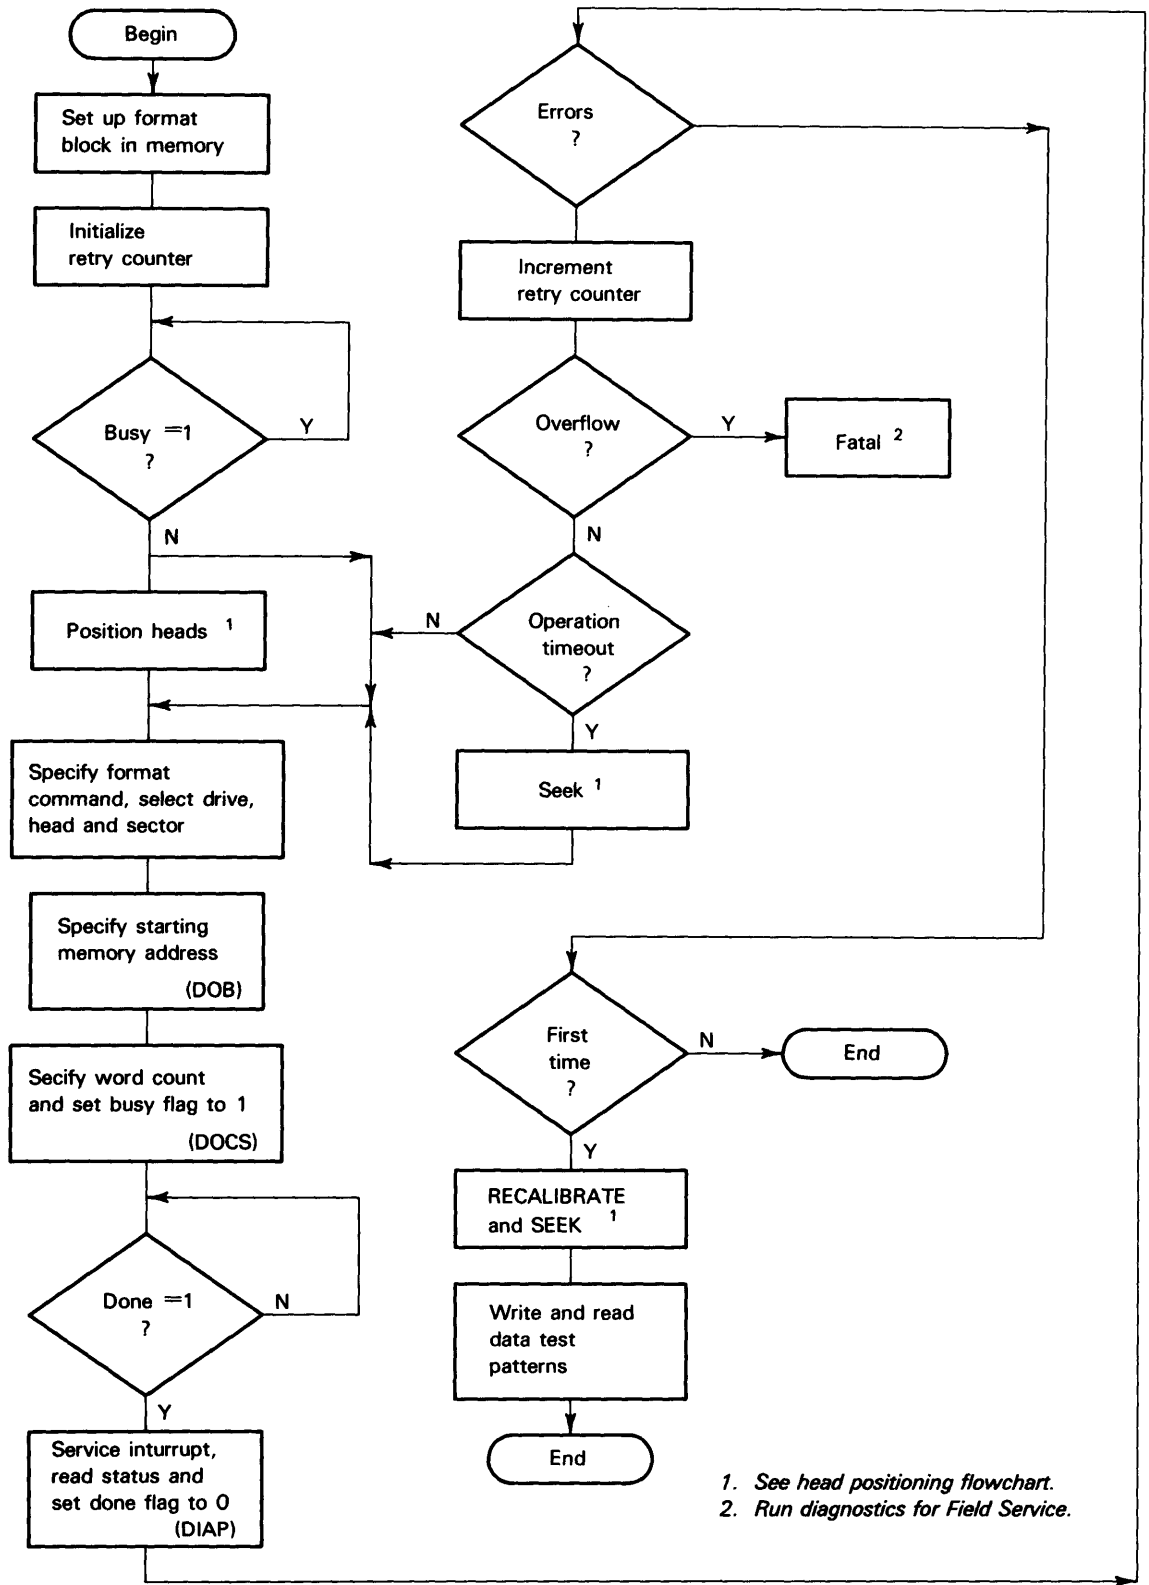 Begin
Set up format
block in memory
Initialize
retry counter
Busy =1
?
Y
N
Position heads 1
Specify format
command, select drive,
head and sector
Specify starting
memory address
(DOB)
Secify word count
and set busy flag to 1
(DOCS)
Done =1
?
N
Y
Service inturrupt,
read status and
set done flag to 0
(DIAP)
Errors
?
Increment
retry counter
Overflow
?
Y
Fatal 2
N
Operation
timeout
?
N
Y
Seek 1
First
time
?
N
End
Y
RECALIBRATE
and SEEK 1
Write and read
data test
patterns
End
1. See head positioning flowchart.
2. Run diagnostics for Field Service.